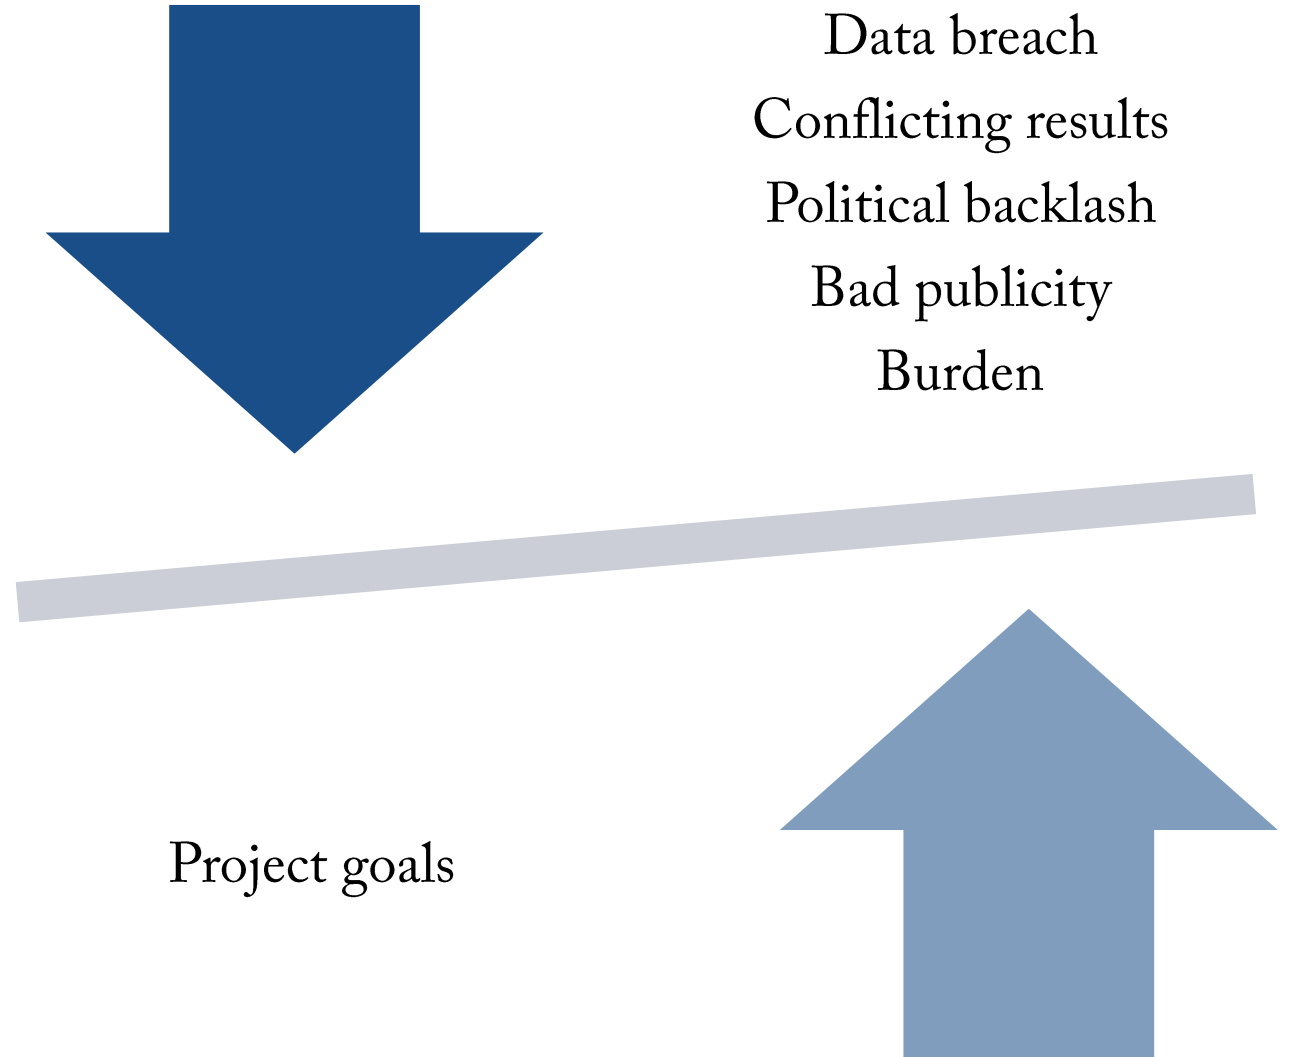 Data breach
Conflicting results
Political backlash
Bad publicity
Burden
Project goals